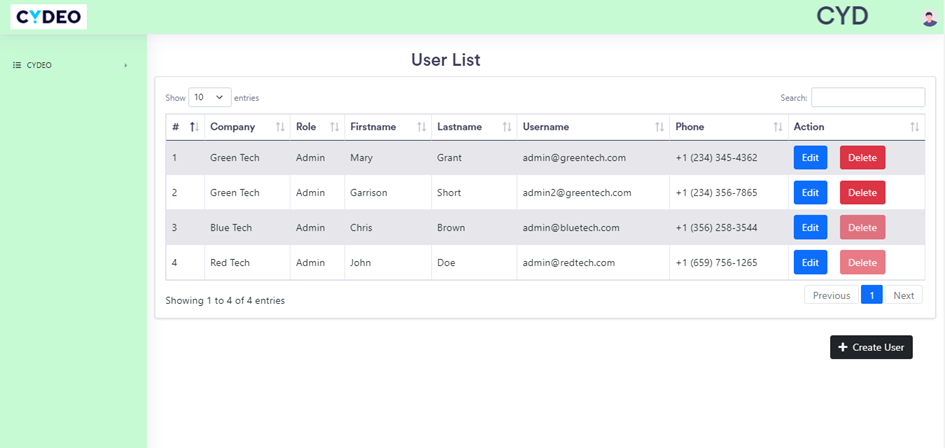 CYDEO CYD
CYDEO
User List
Show 10 entries Search:
# Company Role Firstname Lastname Username Phone Action
1 Green Tech Admin Mary Grant admin@greentech.com +1 (234) 345-4362 Edit Delete
2 Green Tech Admin Garrison Short admin2@greentech.com +1 (234) 356-7865 Edit Delete
3 Blue Tech Admin Chris Brown admin@bluetech.com +1 (356) 258-3544 Edit Delete
4 Red Tech Admin John Doe admin@redtech.com +1 (659) 756-1265 Edit Delete
Showing 1 to 4 of 4 entries Previous 1 Next
+ Create User